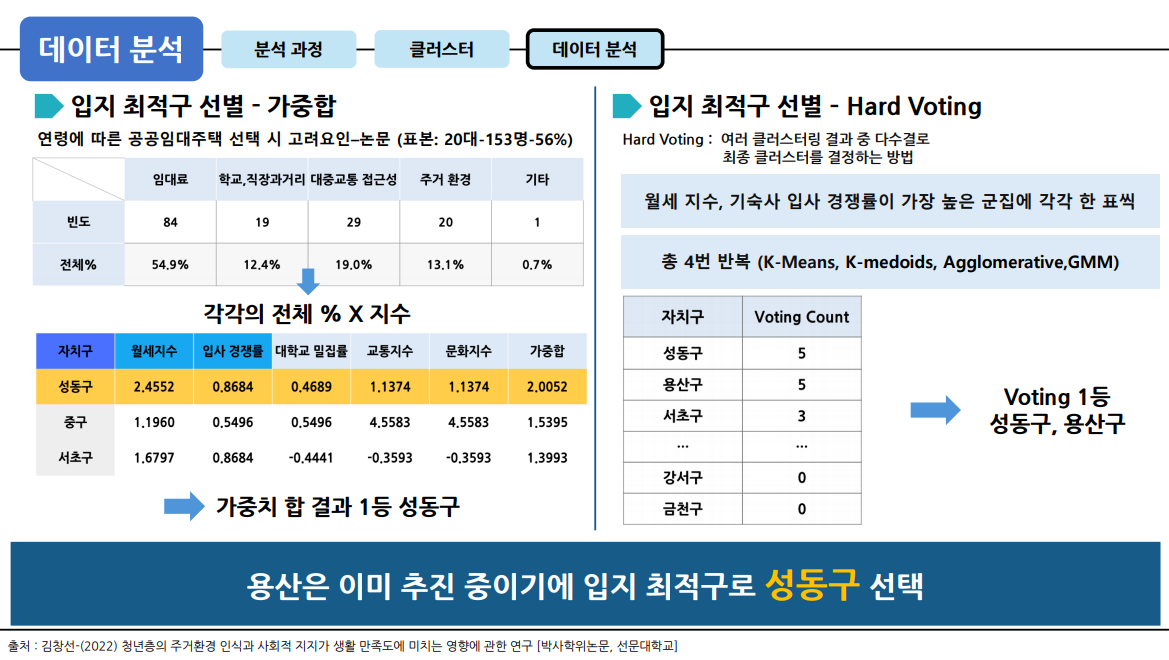 데이터 분석
분석 과정
클러스터
데이터 분석
입지 최적구 선별 - 가중합
연령에 따른 공공임대주택 선택 시 고려요인–논문 (표본: 20대-153명-56%)
임대료 학교,직장과거리 대중교통 접근성 주거 환경 기타
빈도 84 19 29 20 1
전체% 54.9% 12.4% 19.0% 13.1% 0.7%
각각의 전체 % X 지수
자치구 월세지수 입사 경쟁률 대학교 밀집률 교통지수 문화지수 가중합
성동구 2.4552 0.8684 0.4689 1.1374 1.1374 2.0052
중구 1.1960 0.5496 0.5496 4.5583 4.5583 1.5395
서초구 1.6797 0.8684 -0.4441 -0.3593 -0.3593 1.3993
가중치 합 결과 1등 성동구
입지 최적구 선별 - Hard Voting
Hard Voting : 여러 클러스터링 결과 중 다수결로
최종 클러스터를 결정하는 방법
월세 지수, 기숙사 입사 경쟁률이 가장 높은 군집에 각각 한 표씩
총 4번 반복 (K-Means, K-medoids, Agglomerative,GMM)
자치구 Voting Count
성동구 5
용산구 5
서초구 3
... ...
강서구 0
금천구 0
Voting 1등
성동구, 용산구
용산은 이미 추진 중이기에 입지 최적구로 성동구 선택
출처 : 김창선-(2022) 청년층의 주거환경 인식과 사회적 지지가 생활 만족도에 미치는 영향에 관한 연구 [박사학위논문, 선문대학교]